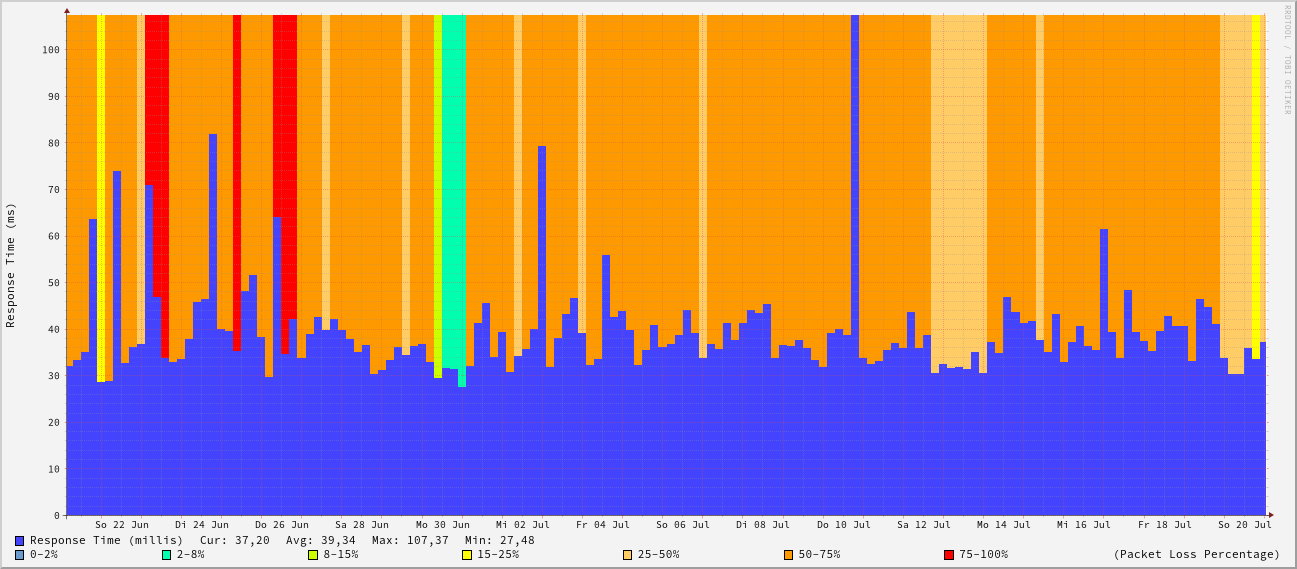 RRDTOOL / TOBI OETIKER
Response Time (ms)
100
90
80
70
60
50
40
30
20
10
0
So 22 Jun Di 24 Jun Do 26 Jun Sa 28 Jun Mo 30 Jun Mi 02 Jul Fr 04 Jul So 06 Jul Di 08 Jul Do 10 Jul Sa 12 Jul Mo 14 Jul Mi 16 Jul Fr 18 Jul So 20 Jul
Response Time (millis) Cur: 37,20 Avg: 39,34 Max: 107,37 Min: 27,48
0-2% 2-8% 8-15% 15-25% 25-50% 50-75% 75-100% (Packet Loss Percentage)